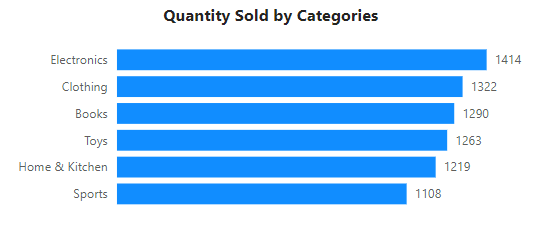 Quantity Sold by Categories
Electronics 1414
Clothing 1322
Books 1290
Toys 1263
Home & Kitchen 1219
Sports 1108